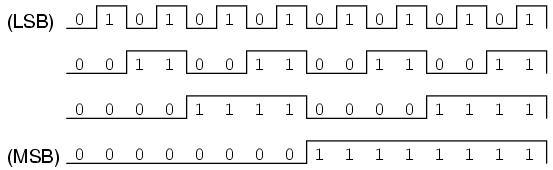 (LSB) 0 1 0 1 0 1 0 1 0 1 0 1 0 1 0 1
0 0 1 1 0 0 1 1 0 0 1 1 0 0 1 1
0 0 0 0 1 1 1 1 0 0 0 0 1 1 1 1
(MSB) 0 0 0 0 0 0 0 0 1 1 1 1 1 1 1 1